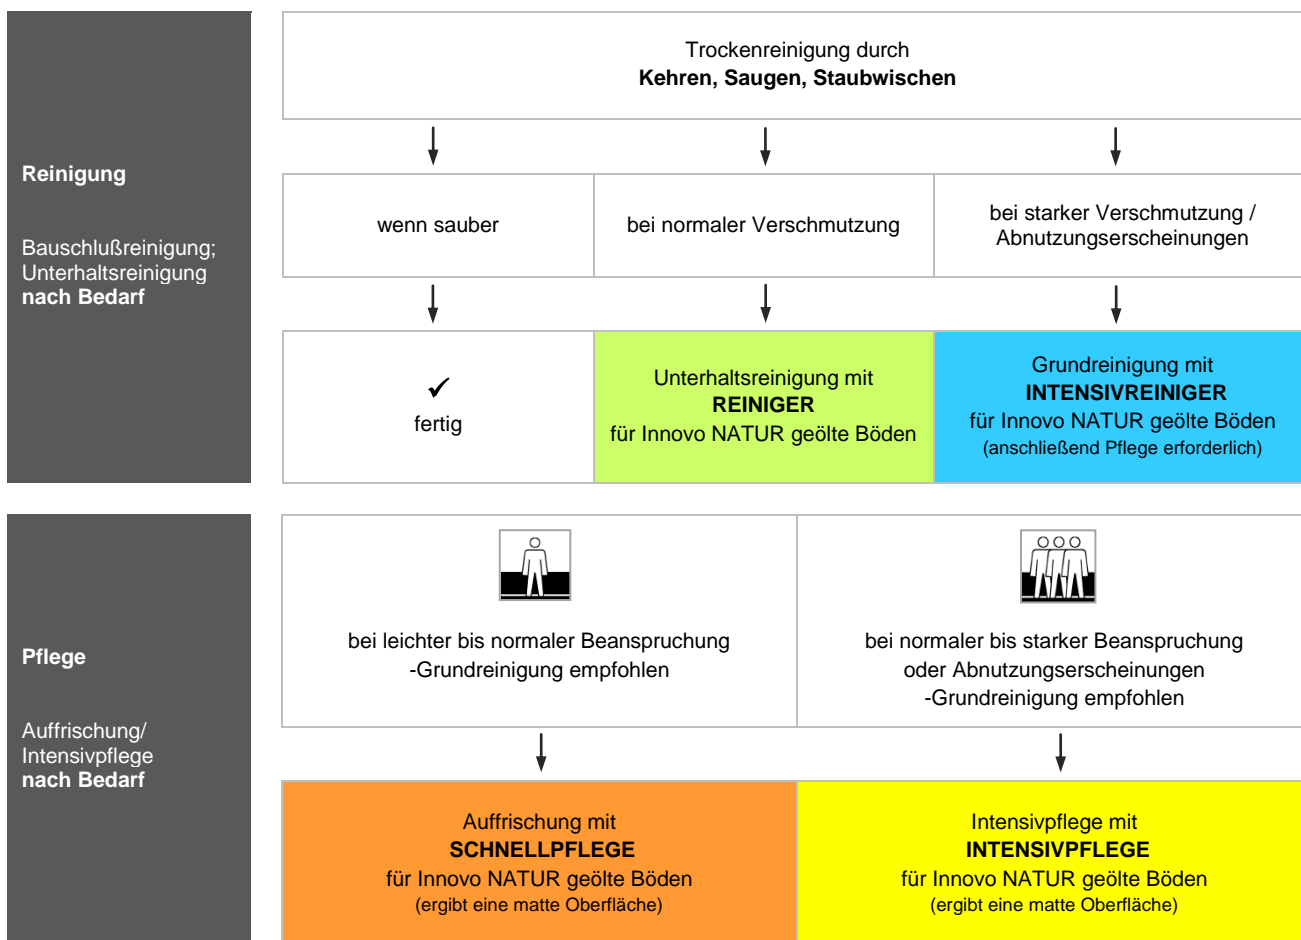 Trockenreinigung durch
Kehren, Saugen, Staubwischen
Reinigung
Bauschlußreinigung;
Unterhaltsreinigung
nach Bedarf
wenn sauber
bei normaler Verschmutzung
bei starker Verschmutzung /
Abnutzungserscheinungen
✓
fertig
Unterhaltsreinigung mit
REINIGER
für Innovo NATUR geölte Böden
Grundreinigung mit
INTENSIVREINIGER
für Innovo NATUR geölte Böden
(anschließend Pflege erforderlich)
Pflege
Auffrischung/
Intensivpflege
nach Bedarf
bei leichter bis normaler Beanspruchung
-Grundreinigung empfohlen
bei normaler bis starker Beanspruchung
oder Abnutzungserscheinungen
-Grundreinigung empfohlen
Auffrischung mit
SCHNELLPFLEGE
für Innovo NATUR geölte Böden
(ergibt eine matte Oberfläche)
Intensivpflege mit
INTENSIVPFLEGE
für Innovo NATUR geölte Böden
(ergibt eine matte Oberfläche)